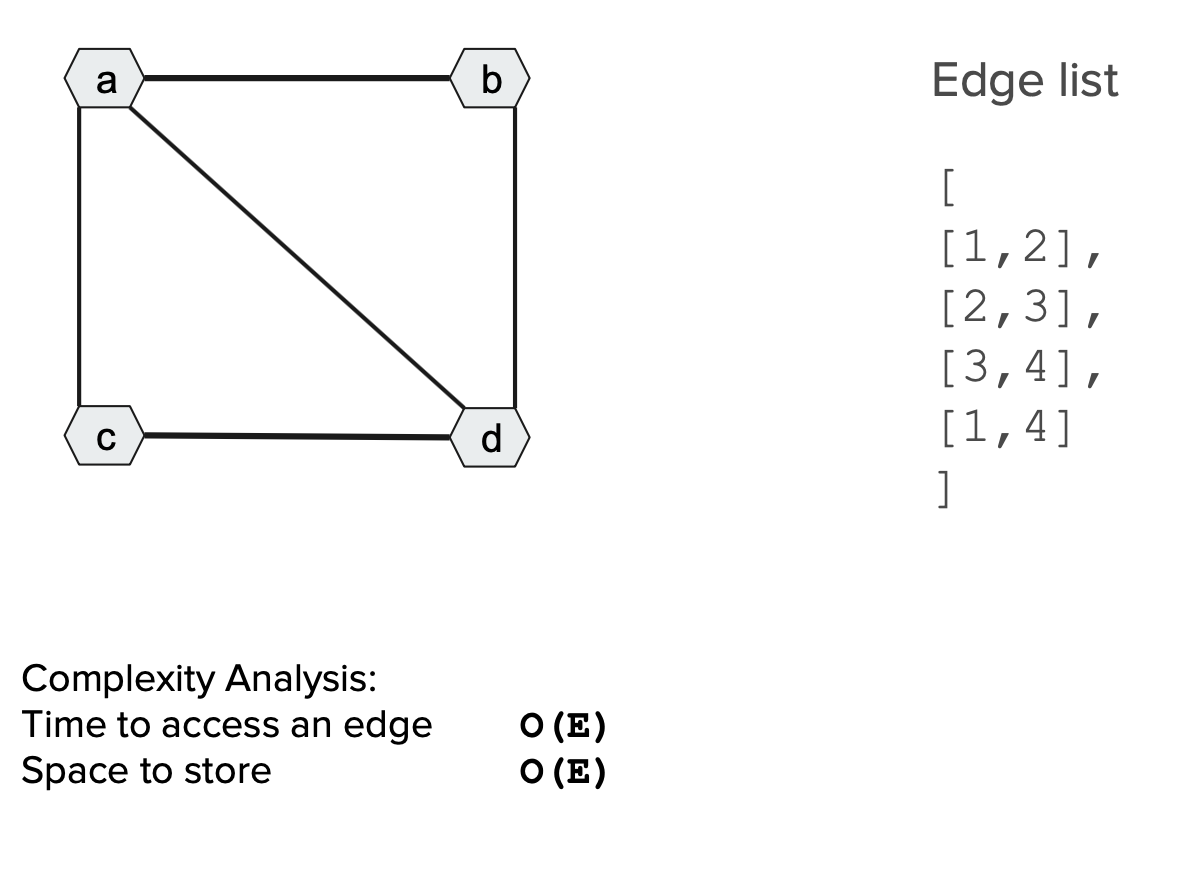 a
b
c
d
Edge list
[
[1,2],
[2,3],
[3,4],
[1,4]
]
Complexity Analysis:
Time to access an edge O(E)
Space to store O(E)